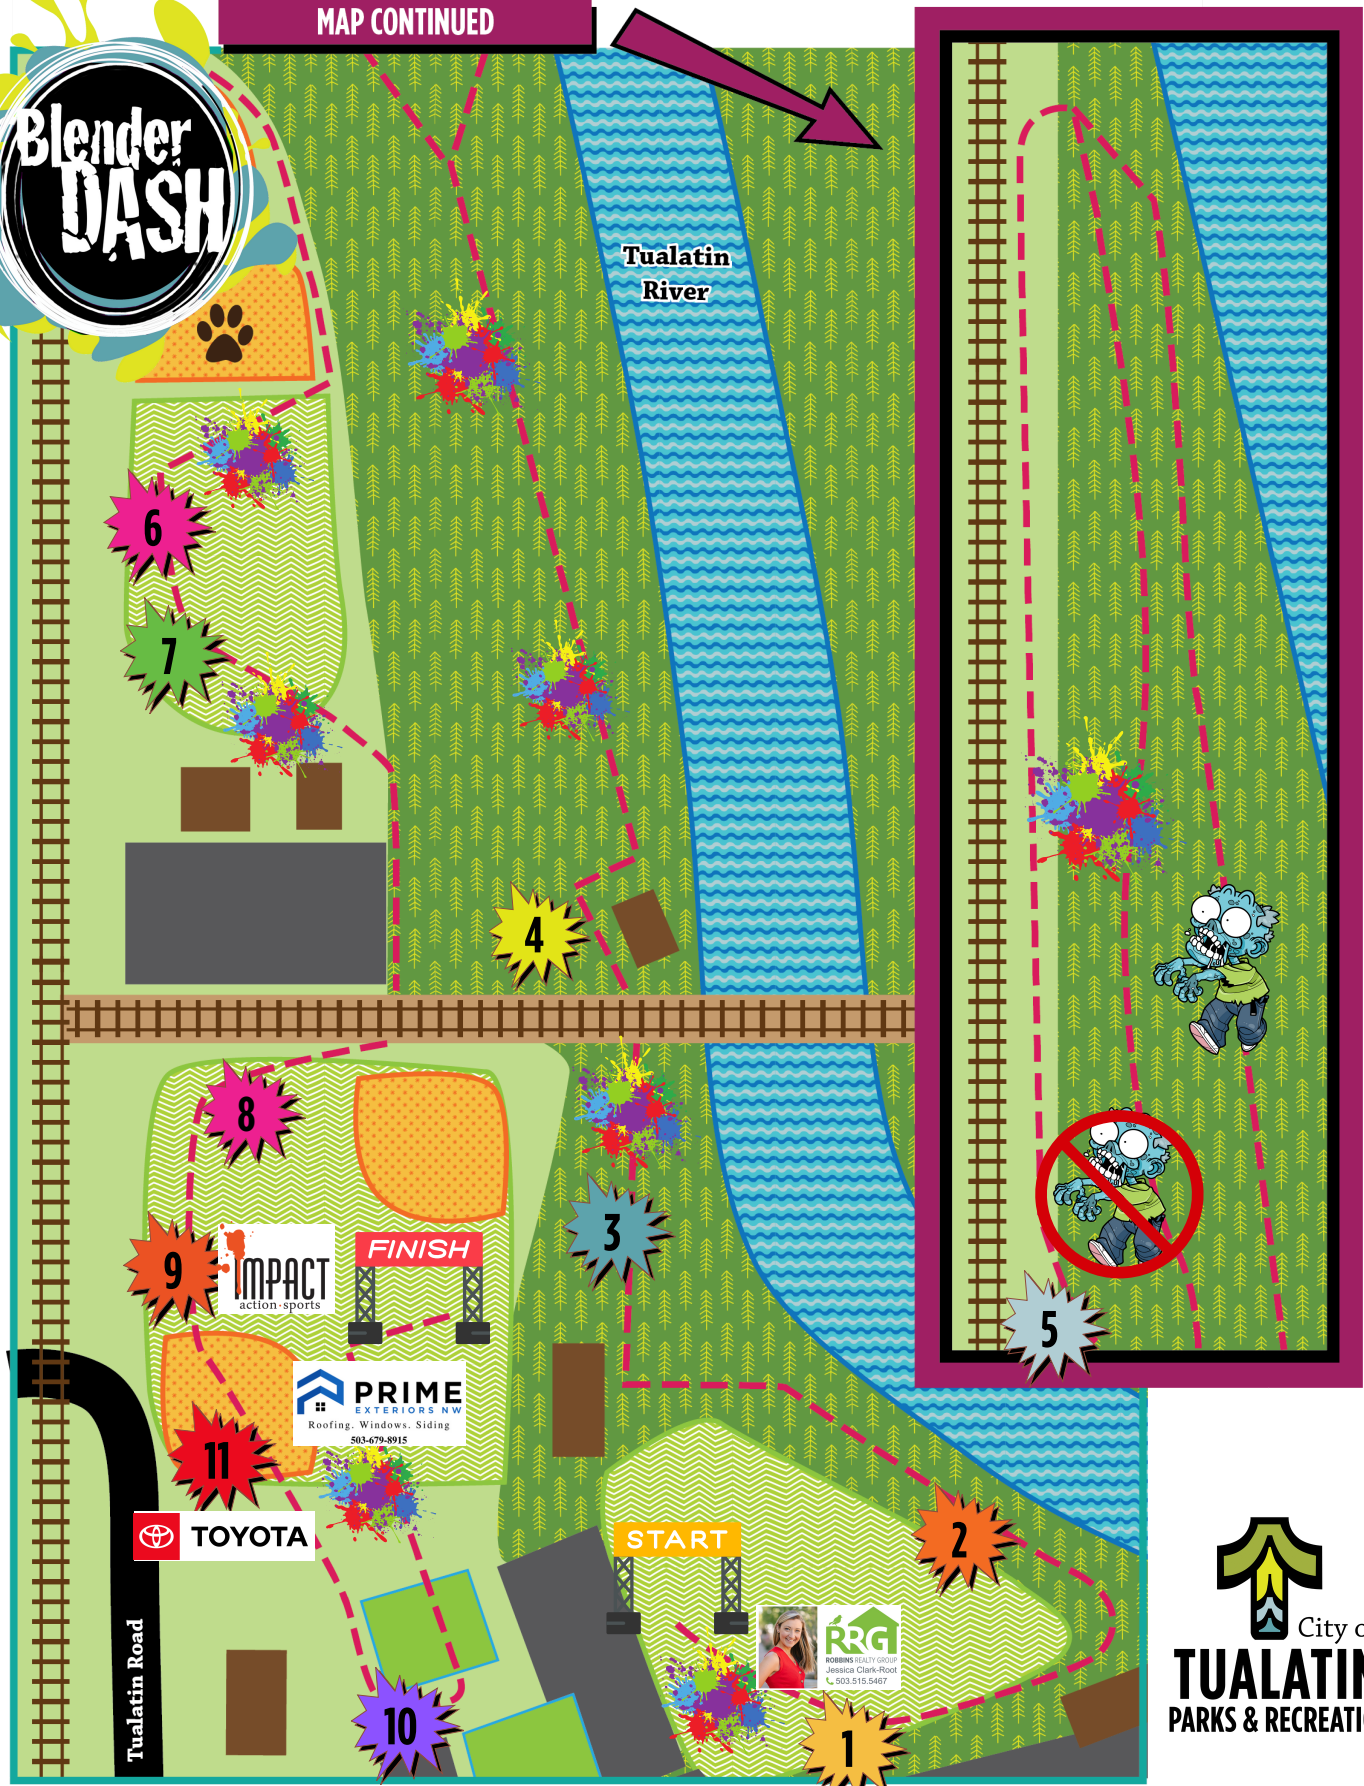 MAP CONTINUED
Blender
DASH
Tualatin
River
6
7
4
8
3
9
IMPACT
action·sports
FINISH
5
PRIME
EXTERIORS NW
Roofing. Windows. Siding
503-679-8915
11
TOYOTA
START
2
RRG
ROBBINS REALTY GROUP
Jessica Clark-Root
503.515.5467
Tualatin Road
10
1
City o
TUALATIN
PARKS & RECREATI